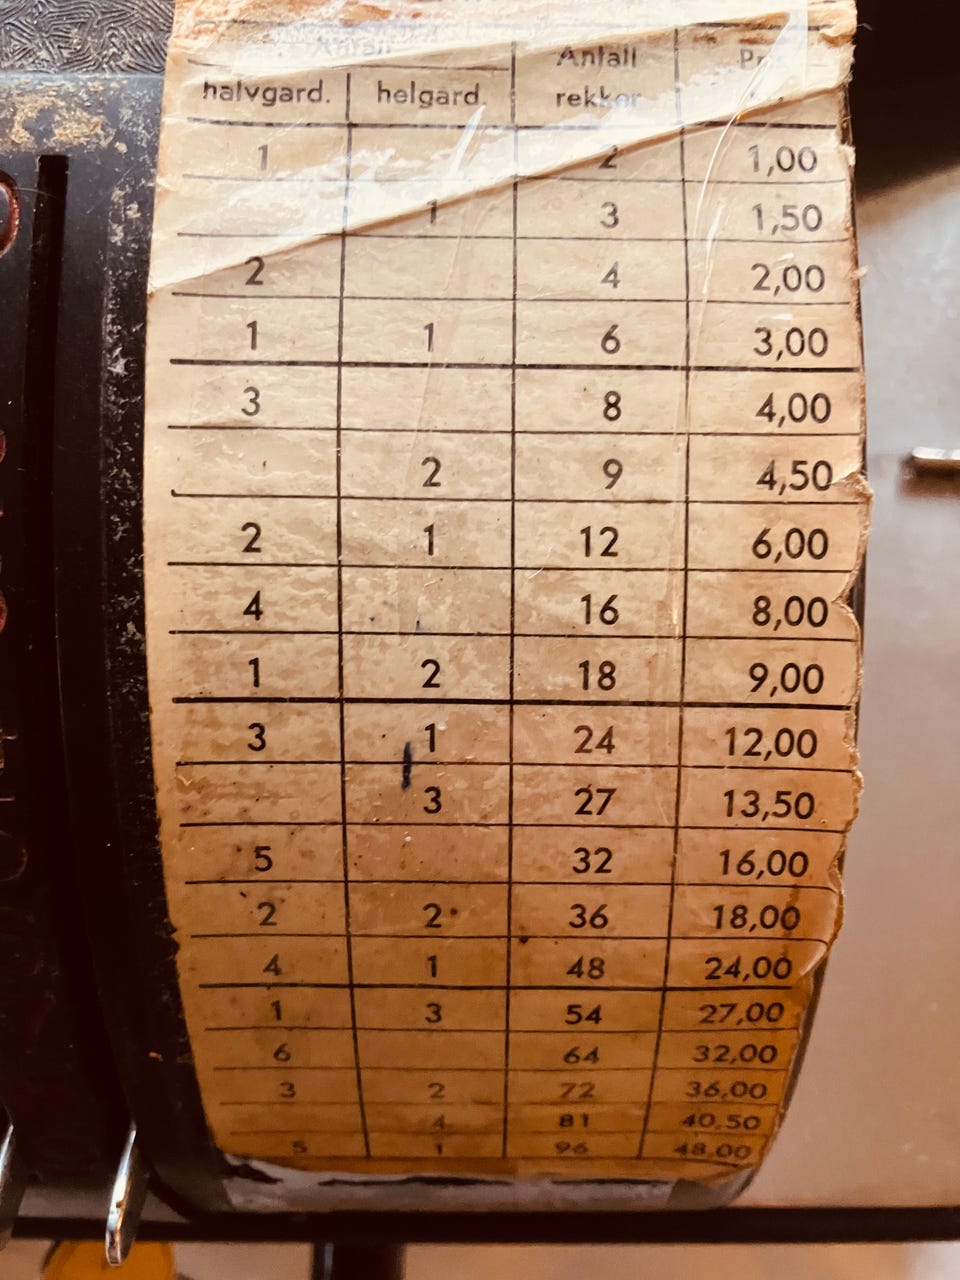 Antall Antall Pris
halvgard. helgard. rekker
1 2 1,00
1 3 1,50
2 4 2,00
1 1 6 3,00
3 8 4,00
2 9 4,50
2 1 12 6,00
4 16 8,00
1 2 18 9,00
3 1 24 12,00
3 27 13,50
5 32 16,00
2 2 36 18,00
4 1 48 24,00
1 3 54 27,00
6 64 32,00
3 2 72 36,00
4 81 40,50
5 1 96 48,00